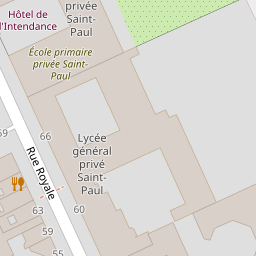 privée
Saint-
Paul
Hôtel de
l'Intendance
École primaire
privée Saint-
Paul
59
66
Rue Royale
Lycée
général
privé
Saint-
Paul
63
60
59
55